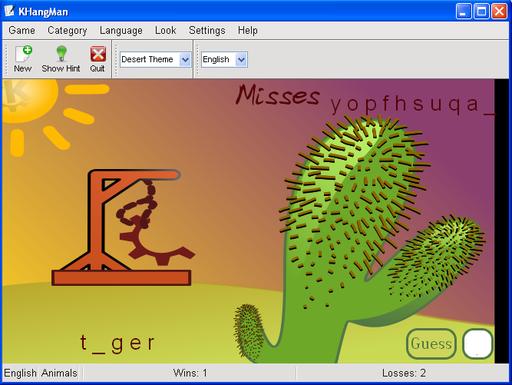 KHangMan
Game Category Language Look Settings Help
New Show Hint Quit Desert Theme English
Misses y o p f h s u q a _
t _ g e r
Guess
English Animals Wins: 1 Losses: 2